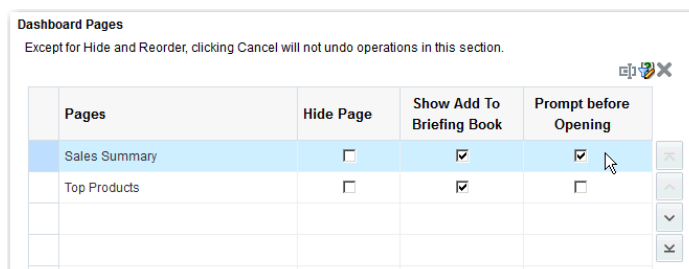 Dashboard Pages
Except for Hide and Reorder, clicking Cancel will not undo operations in this section.
Pages
Hide Page
Show Add To
Briefing Book
Prompt before
Opening
Sales Summary
Top Products